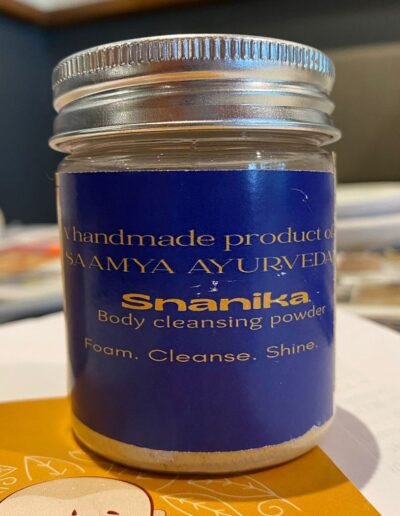 A handmade product of
SAAMYA AYURVEDA
Snanika
Body cleansing powder
Foam. Cleanse. Shine.